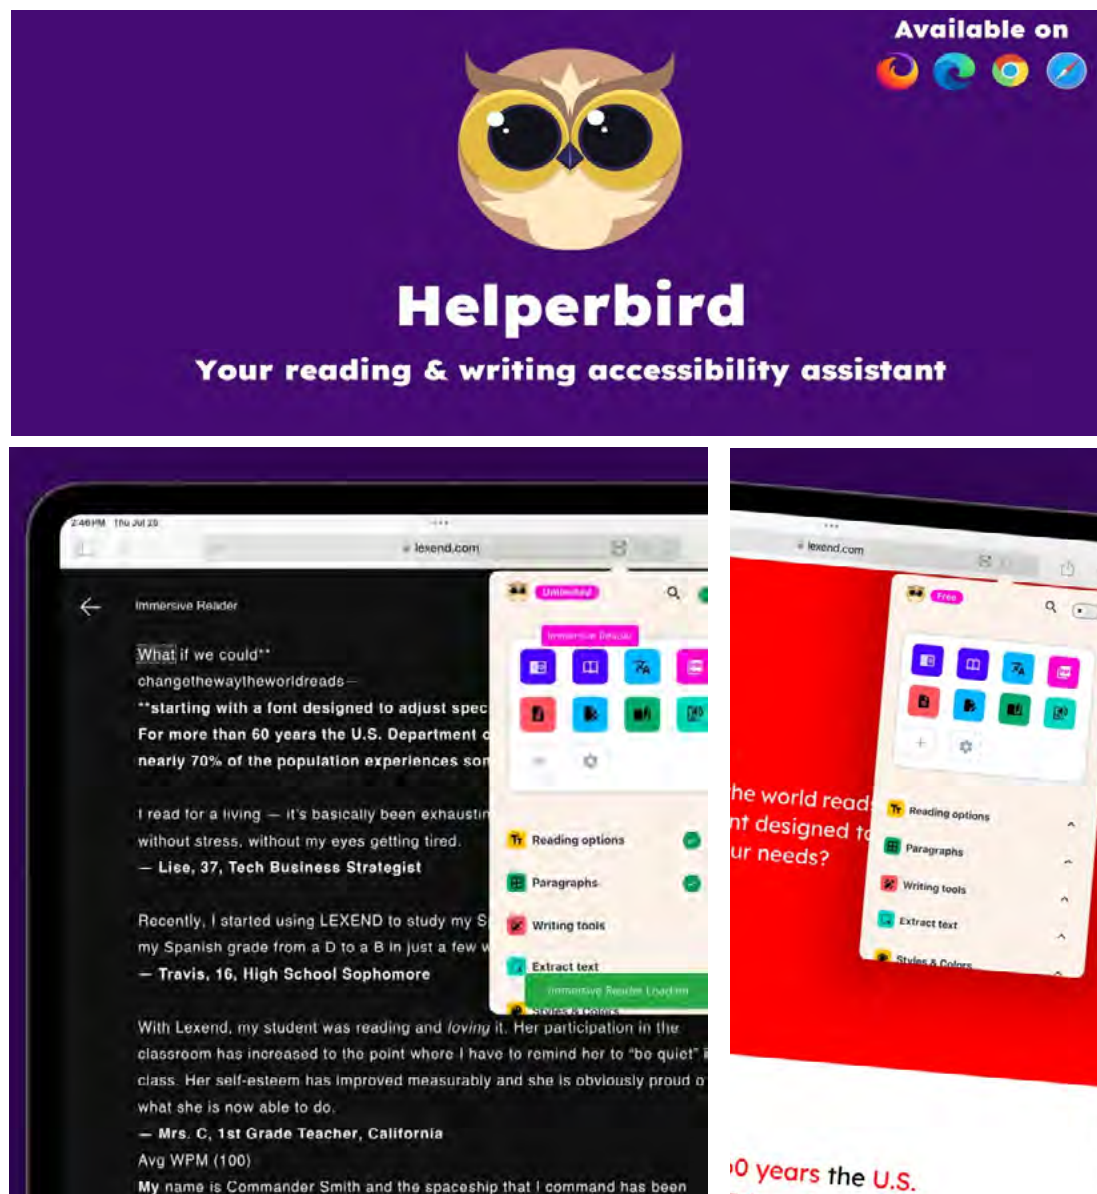 Available on
Helperbird
Your reading & writing accessibility assistant
2:46 PM Thu Jul 20
lexend.com
Immersive Reader
Unlimited
Immersive Reader
What if we could**
changethewaytheworldreads—
**starting with a font designed to adjust spec
For more than 60 years the U.S. Department o
nearly 70% of the population experiences som
I read for a living — it's basically been exhaustin
without stress, without my eyes getting tired.
— Lise, 37, Tech Business Strategist
Recently, I started using LEXEND to study my S
my Spanish grade from a D to a B in just a few w
— Travis, 16, High School Sophomore
With Lexend, my student was reading and loving it. Her participation in the
classroom has increased to the point where I have to remind her to "be quiet" i
class. Her self-esteem has improved measurably and she is obviously proud o
what she is now able to do.
— Mrs. C, 1st Grade Teacher, California
Avg WPM (100)
My name is Commander Smith and the spaceship that I command has been
Reading options
Paragraphs
Writing tools
Extract text
Immersive Reader
Styles & Colors
lexend.com
Free
he world reads
nt designed to
ur needs?
Reading options
Paragraphs
Writing tools
Extract text
Styles & Colors
0 years the U.S.